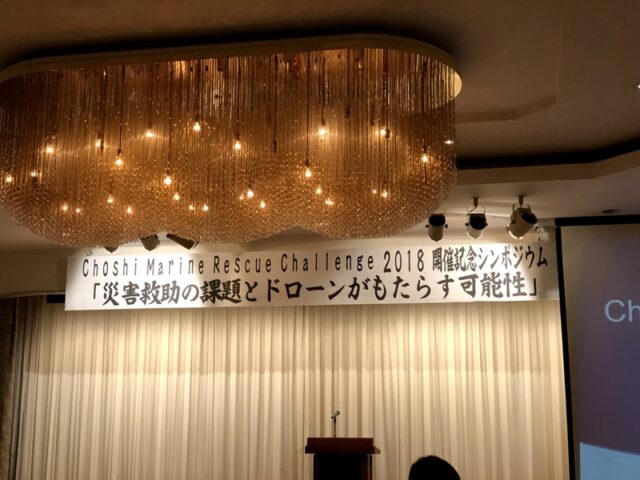 Choshi Marine Rescue Challenge 2018 開催記念シンポジウム
「災害救助の課題とドローンがもたらす可能性」
Ch